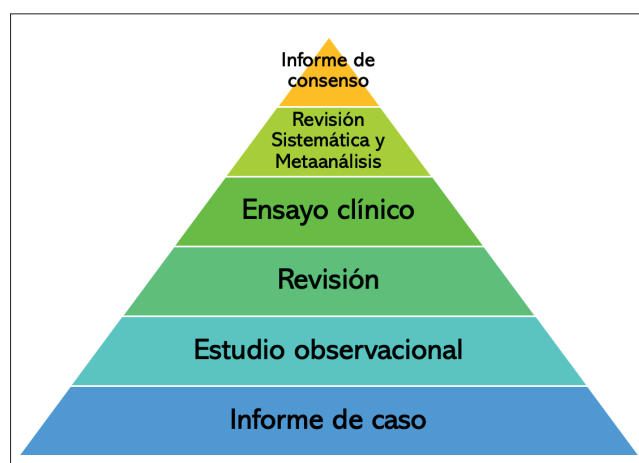 Informe de
consenso
Revisión
Sistemática y
Metaanálisis
Ensayo clínico
Revisión
Estudio observacional
Informe de caso